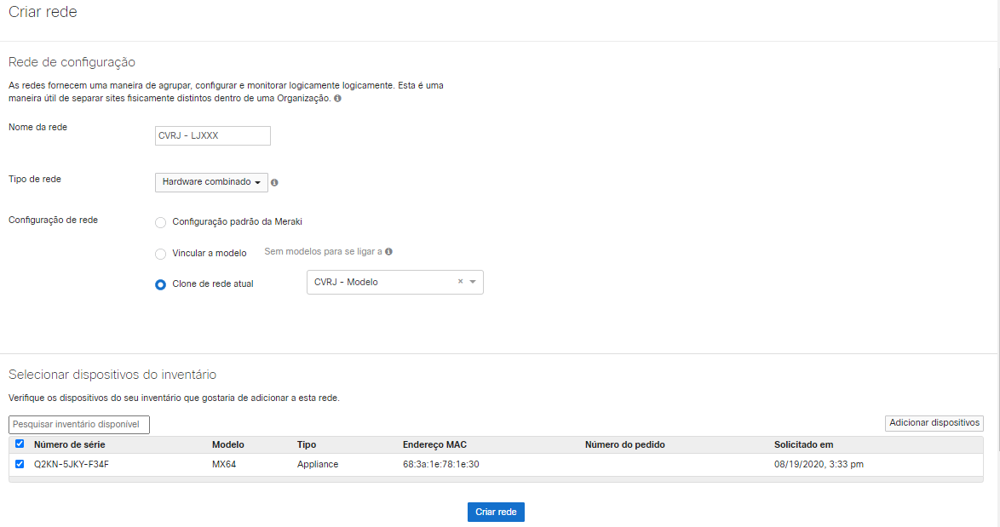 Criar rede
Rede de configuração
As redes fornecem uma maneira de agrupar, configurar e monitorar logicamente logicamente. Esta é uma
maneira útil de separar sites fisicamente distintos dentro de uma Organização.
Nome da rede
CVRJ - LJXXX
Tipo de rede
Hardware combinado
Configuração de rede
Configuração padrão da Meraki
Vincular a modelo Sem modelos para se ligar a
Clone de rede atual CVRJ - Modelo
Selecionar dispositivos do inventário
Verifique os dispositivos do seu inventário que gostaria de adicionar a esta rede.
Pesquisar inventário disponível Adicionar dispositivos
Número de série Modelo Tipo Endereço MAC Número do pedido Solicitado em
Q2KN-5JKY-F34F MX64 Appliance 68:3a:1e:78:1e:30 08/19/2020, 3:33 pm
Criar rede